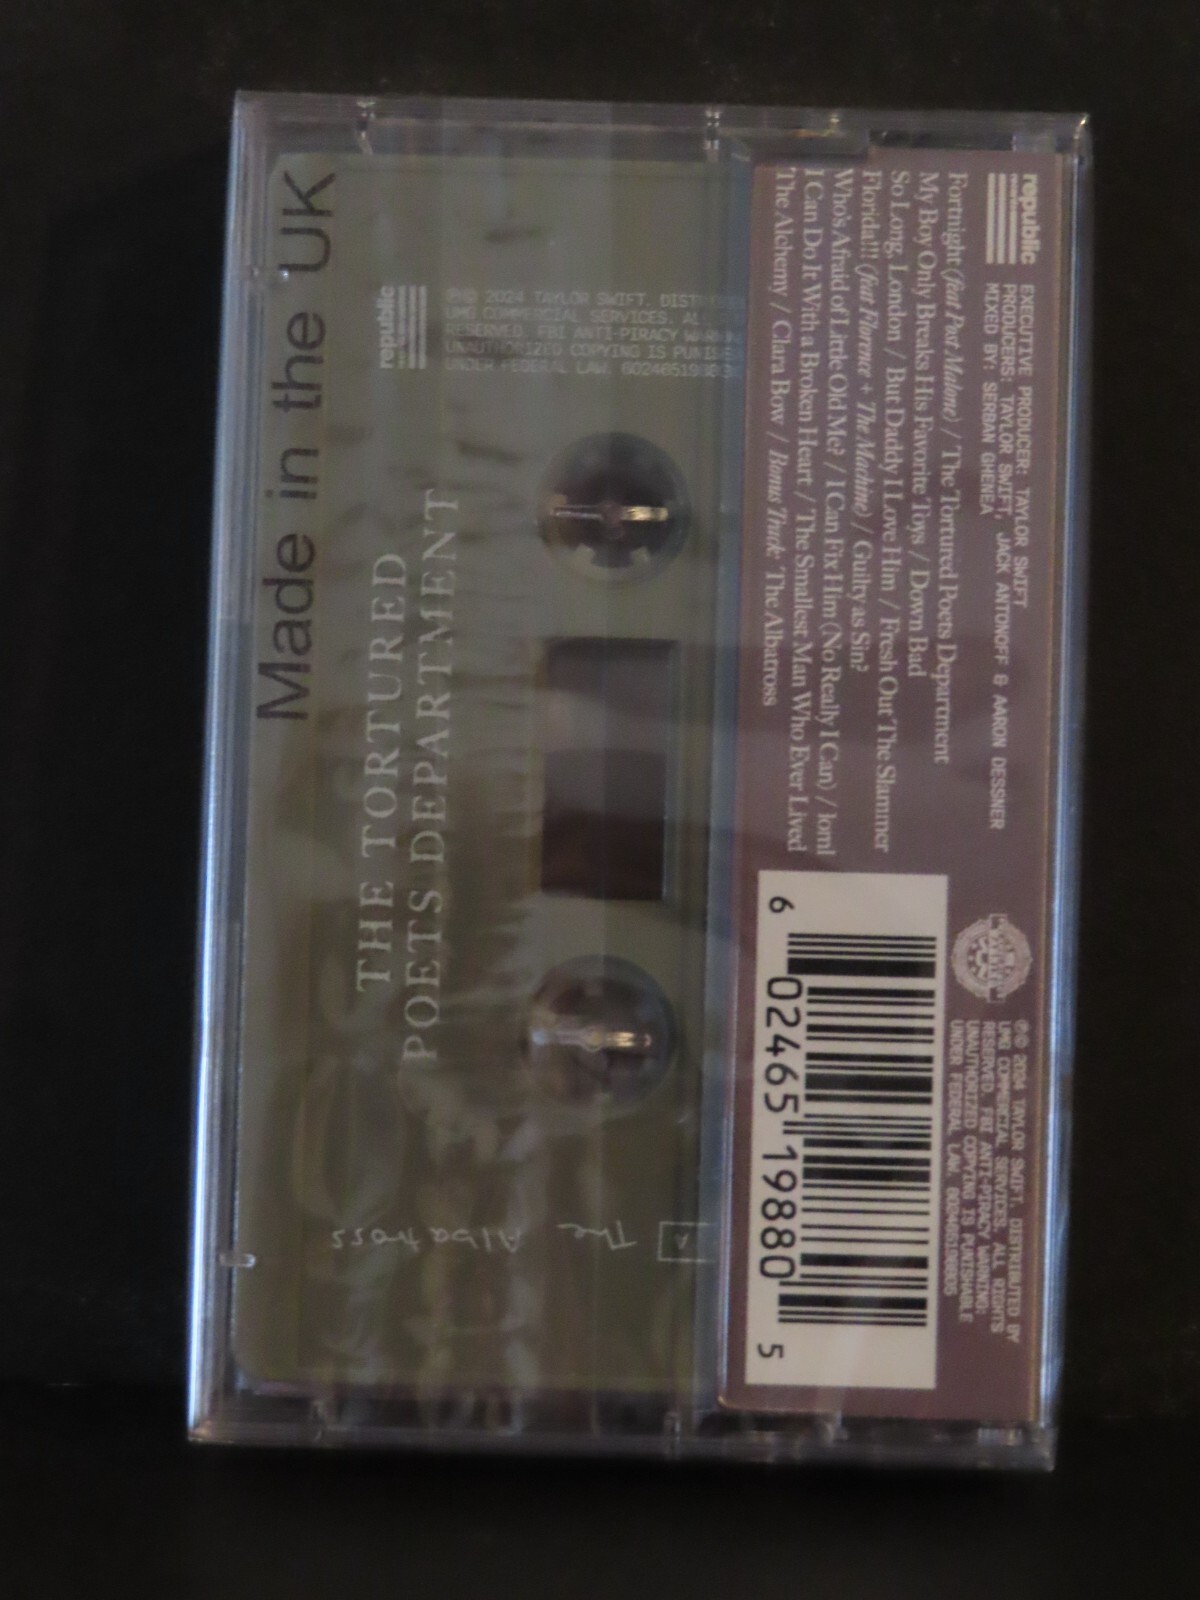 Made in the UK
republic
℗© 2024 TAYLOR SWIFT. DIST
UMG COMMERCIAL SERVICES. ALL
RESERVED. FBI ANTI-PIRACY WARN
UNAUTHORIZED COPYING IS PUNIS
UNDER FEDERAL LAW.
THE TORTURED
POETS DEPARTMENT
A The Albatross
republic
EXECUTIVE PRODUCER: TAYLOR SWIFT
PRODUCERS: TAYLOR SWIFT, JACK ANTONOFF & AARON DESSNER
MIXED BY: SERBAN GHENEA
Fortnight (feat Post Malone) / The Tortured Poets Department
My Boy Only Breaks His Favorite Toys / Down Bad
So Long, London / But Daddy I Love Him / Fresh Out The Slammer
Florida!!! (feat Florence + The Machine) / Guilty as Sin?
Who's Afraid of Little Old Me? / I Can Fix Him (No Really I Can) / loml
I Can Do It With a Broken Heart / The Smallest Man Who Ever Lived
The Alchemy / Clara Bow / Bonus Track: The Albatross
℗© 2024 TAYLOR SWIFT. DISTRIBUTED BY
UMG COMMERCIAL SERVICES. ALL RIGHTS
RESERVED. FBI ANTI-PIRACY WARNING:
UNAUTHORIZED COPYING IS PUNISHABLE
UNDER FEDERAL LAW. 602465198805
6 02465 19880 5